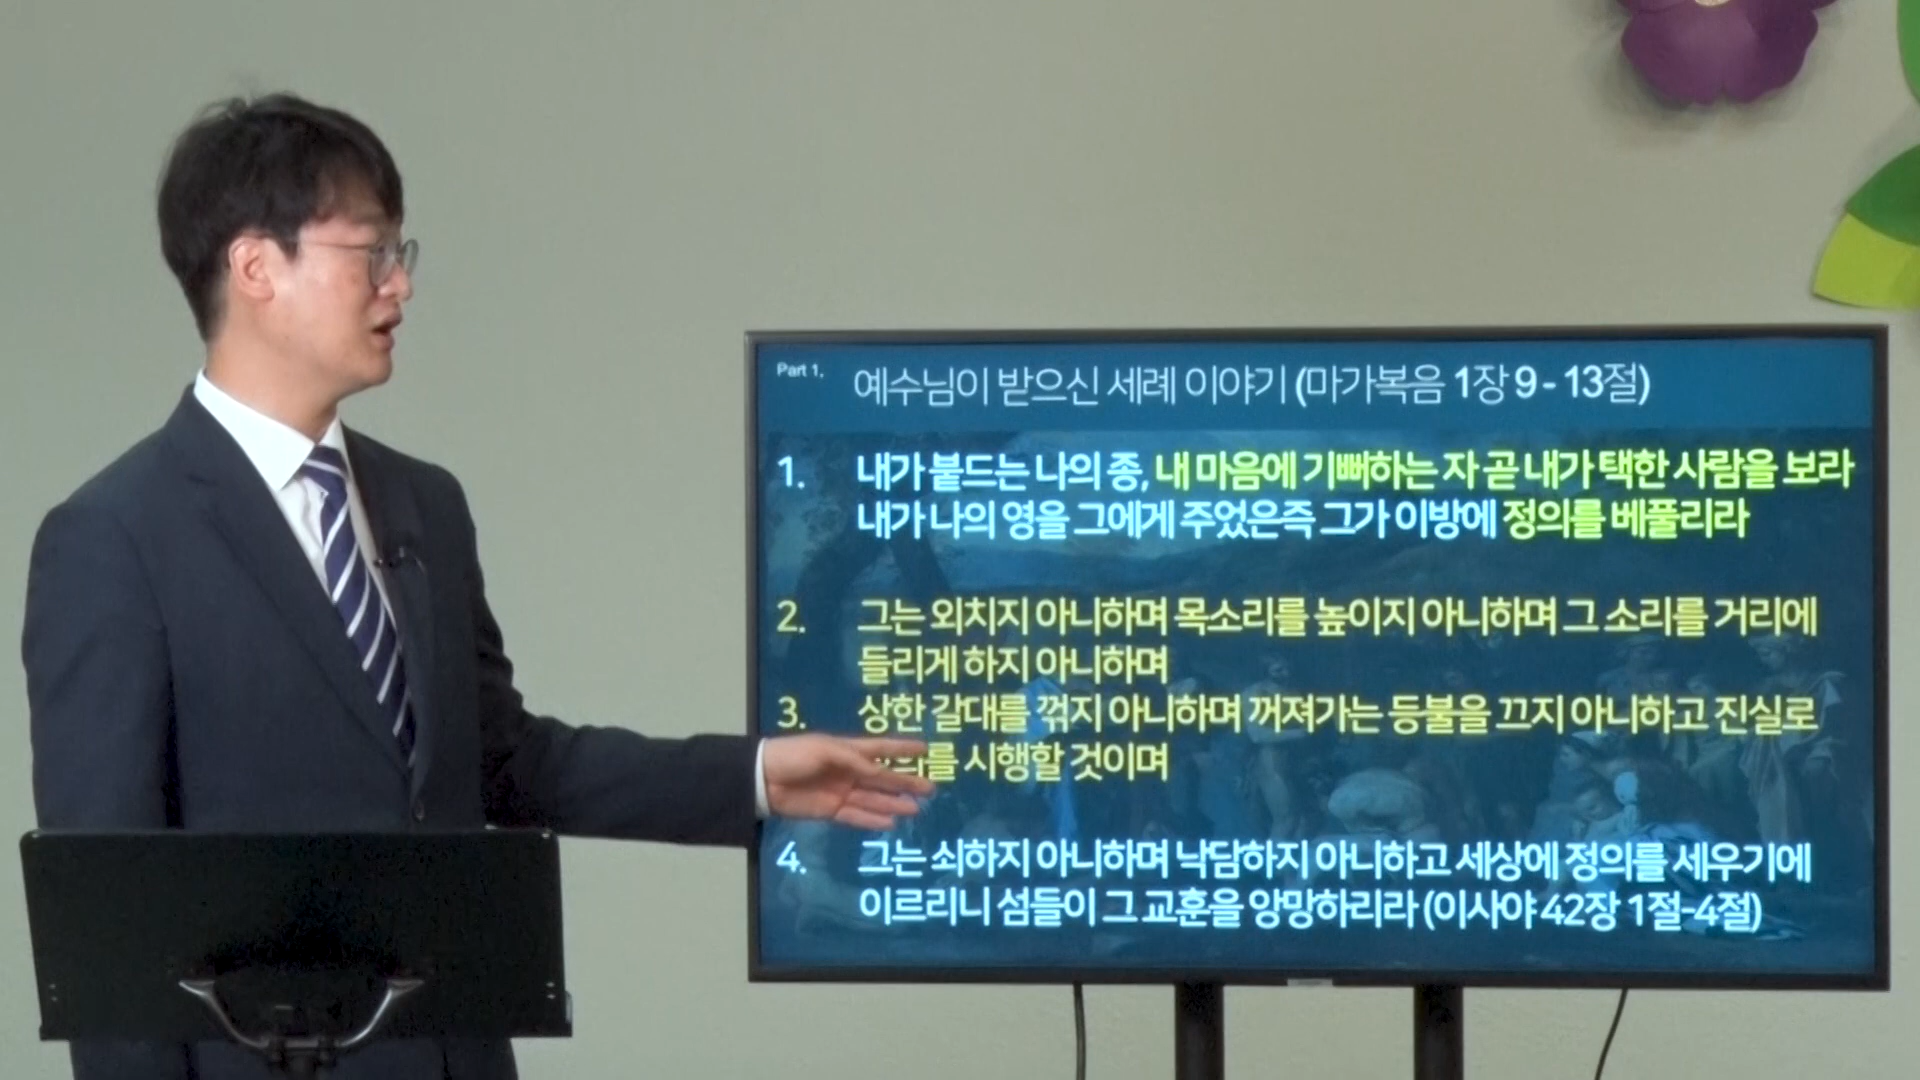 Part 1,
예수님이 받으신 세례 이야기 (마가복음 1장 9 - 13절)
1. 내가 붙드는 나의 종, 내 마음에 기뻐하는 자 곧 내가 택한 사람을 보라
내가 나의 영을 그에게 주었은즉 그가 이방에 정의를 베풀리라
2. 그는 외치지 아니하며 목소리를 높이지 아니하며 그 소리를 거리에
들리게 하지 아니하며
3. 상한 갈대를 꺾지 아니하며 꺼져가는 등불을 끄지 아니하고 진실로
시행할 것이며
4. 그는 쇠하지 아니하며 낙담하지 아니하고 세상에 정의를 세우기에
이르리니 섬들이 그 교훈을 앙망하리라 (이사야 42장 1절-4절)